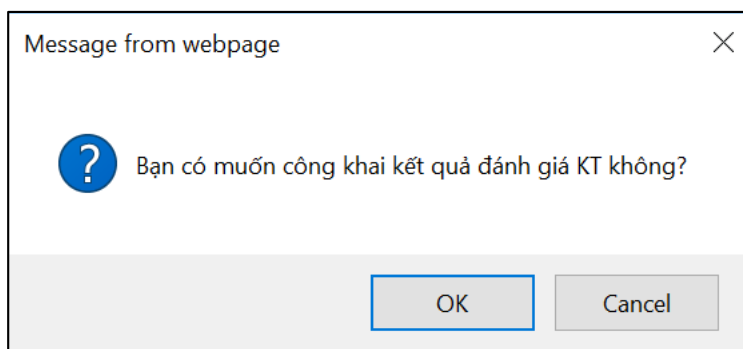 Message from webpage
Bạn có muốn công khai kết quả đánh giá KT không?
OK
Cancel